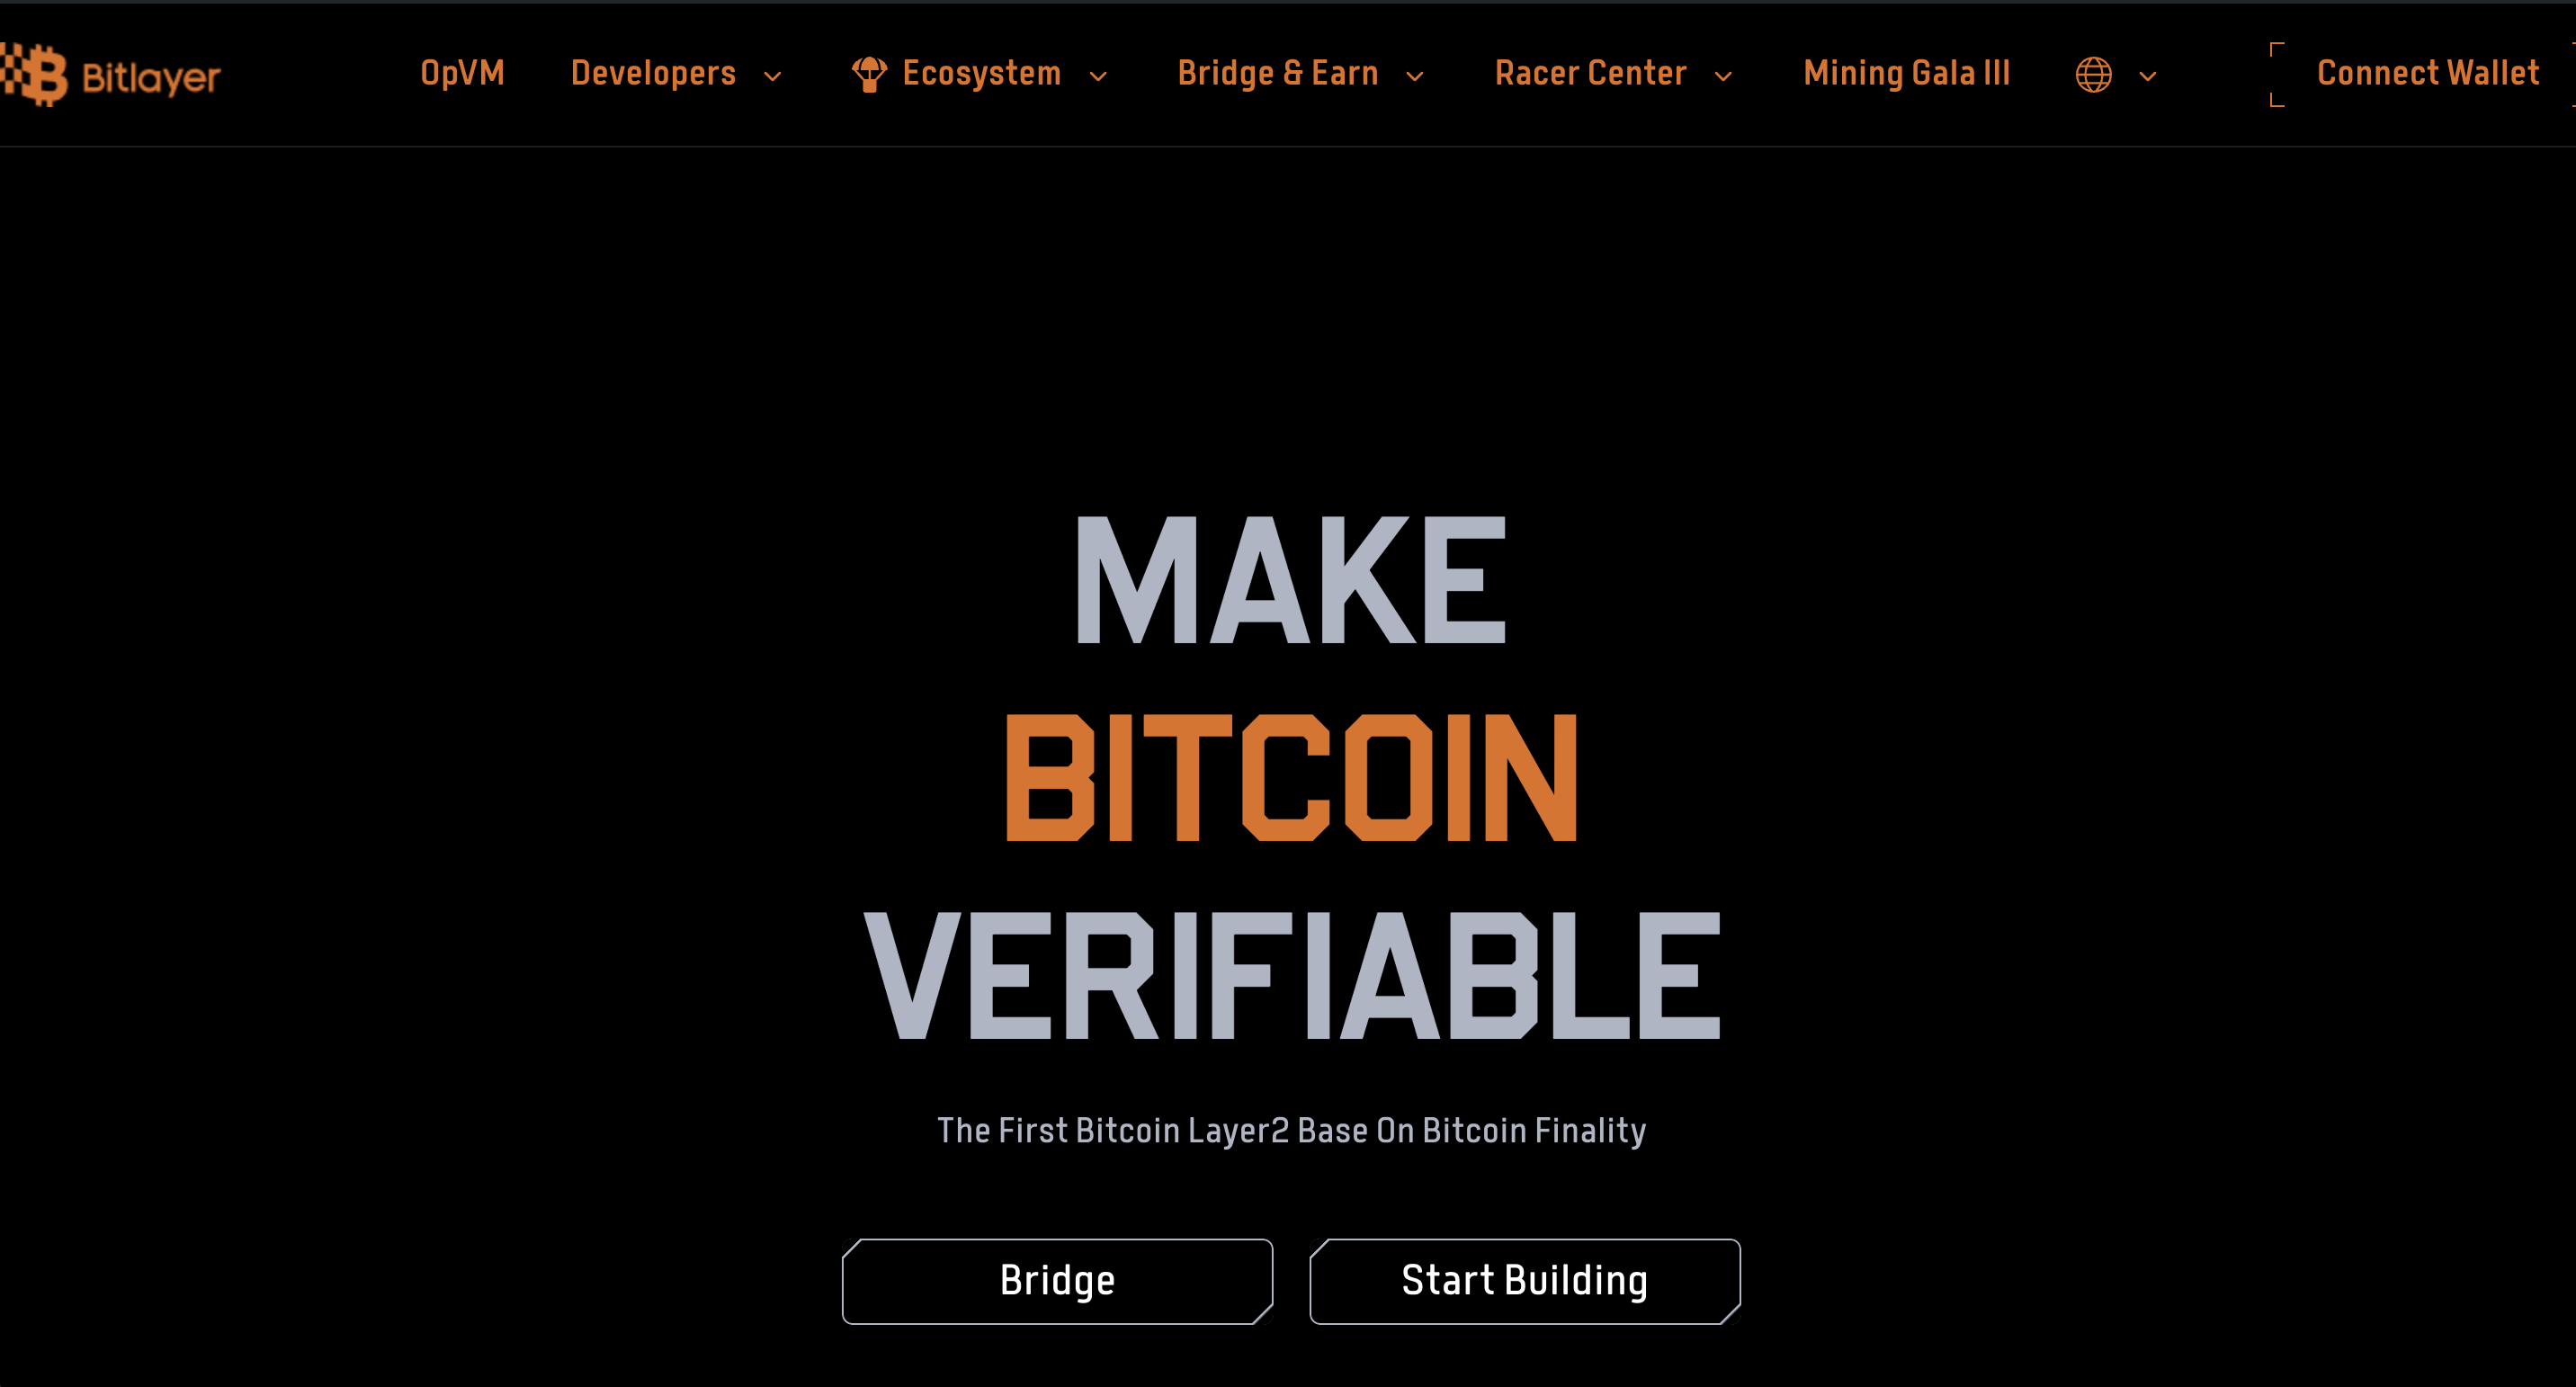 Bitlayer OpVM Developers Ecosystem Bridge & Earn Racer Center Mining Gala III Connect Wallet
MAKE
BITCOIN
VERIFIABLE
The First Bitcoin Layer2 Base On Bitcoin Finality
Bridge Start Building